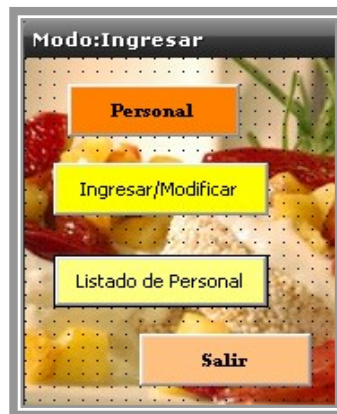 Modo:Ingresar
Personal
Ingresar/Modificar
Listado de Personal
Salir